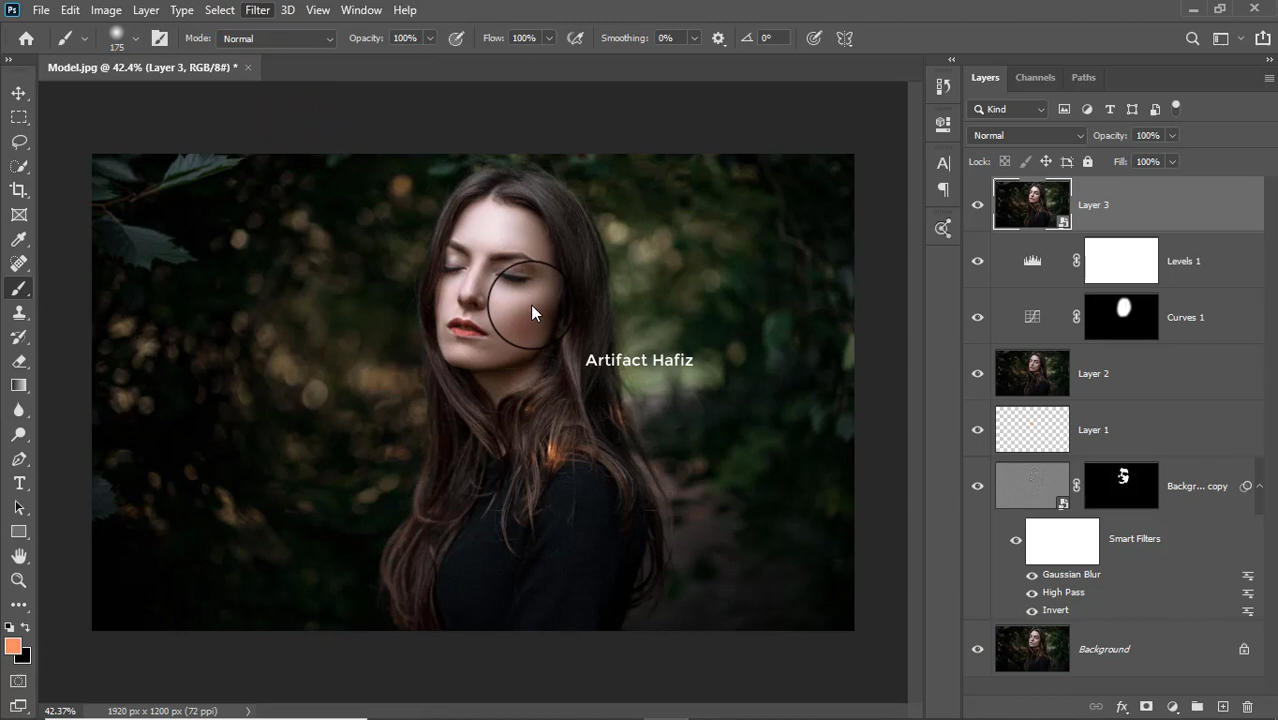 Ps File Edit Image Layer Type Select Filter 3D View Window Help
175 Mode: Normal Opacity: 100% Flow: 100% Smoothing: 0% 0°
Model.jpg @ 42.4% (Layer 3, RGB/8#) *
Layers Channels Paths
Kind
Normal Opacity: 100%
Lock: Fill: 100%
Layer 3
Levels 1
Curves 1
Artifact Hafiz
Layer 2
Layer 1
Backgr... copy
Smart Filters
Gaussian Blur
High Pass
Invert
Background
42.37% 1920 px x 1200 px (72 ppi)